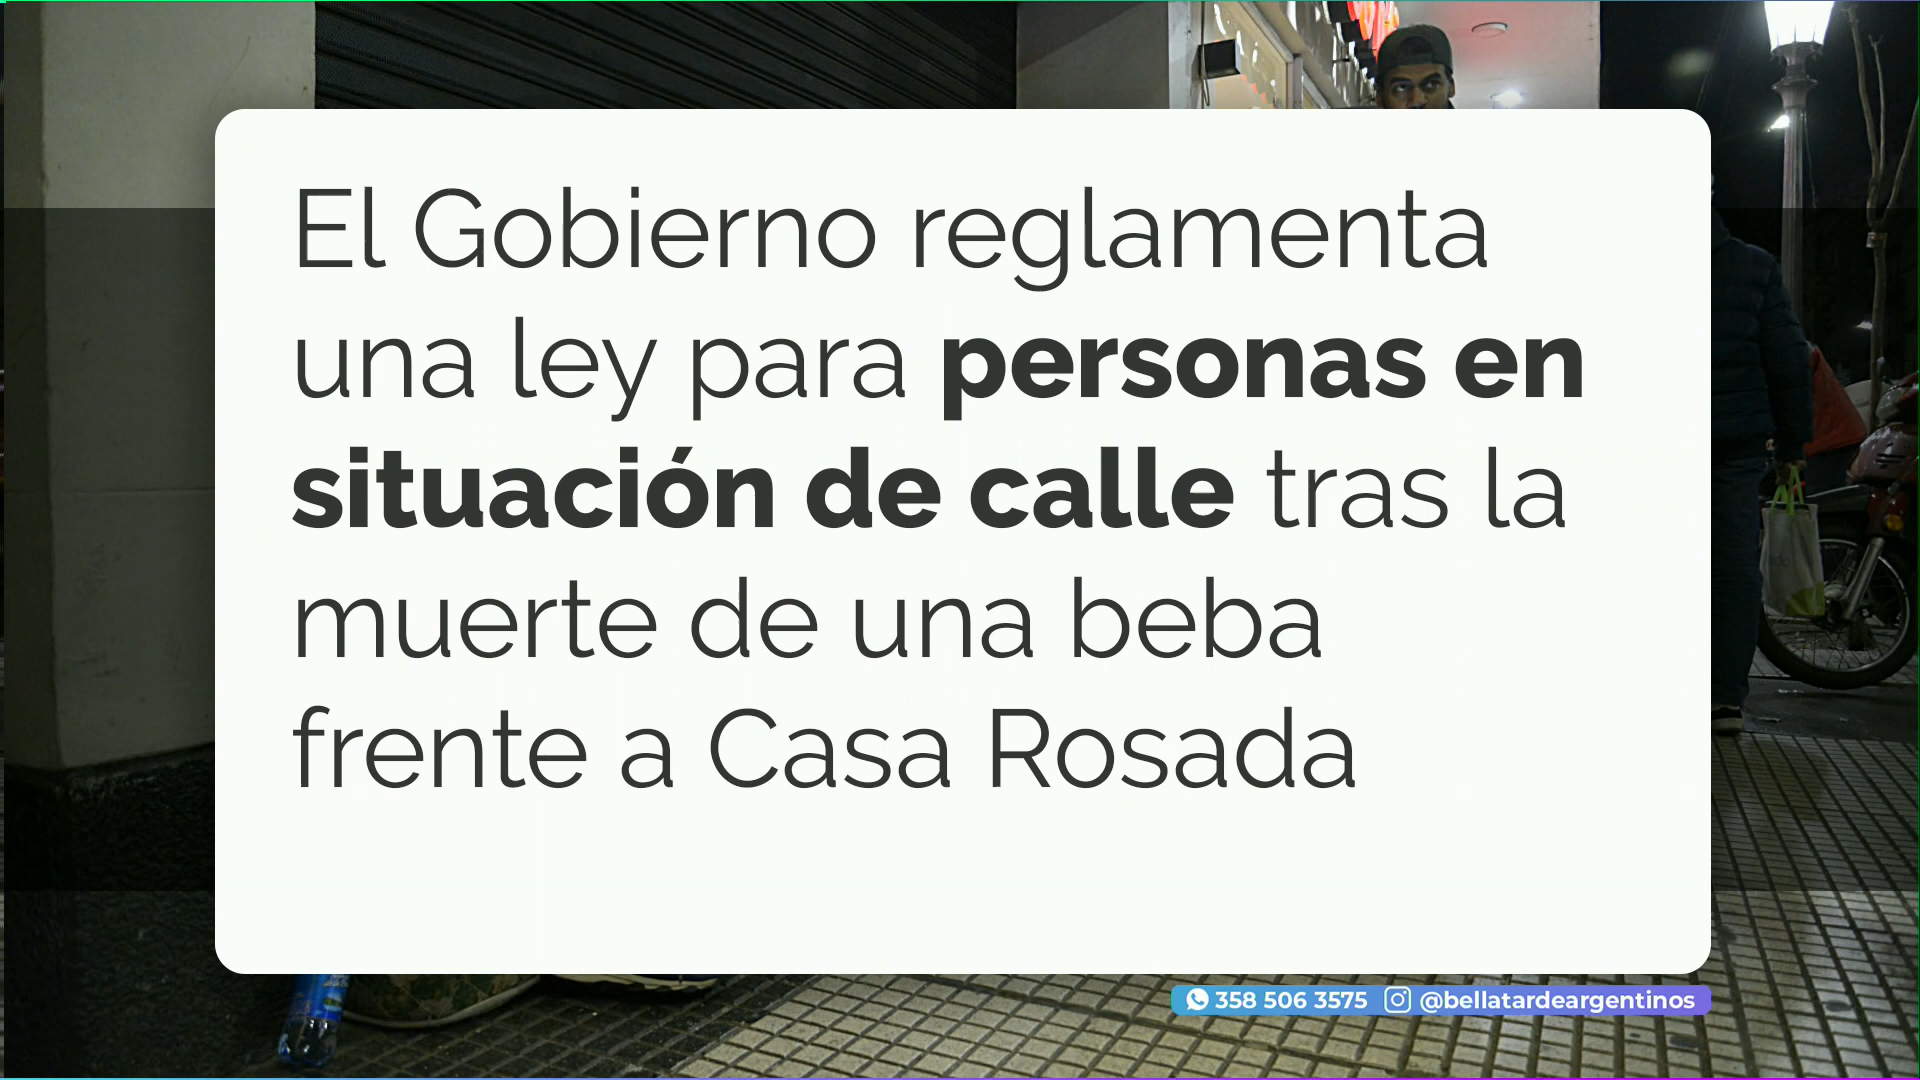 El Gobierno reglamenta
una ley para personas en
situación de calle tras la
muerte de una beba
frente a Casa Rosada
358 506 3575 @bellatardeargentinos